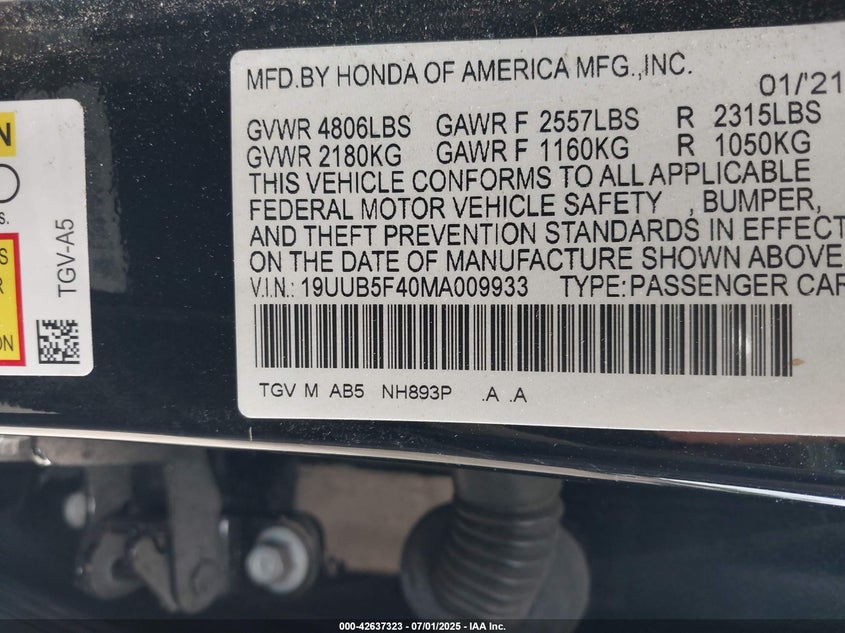 MFD.BY HONDA OF AMERICA MFG.,INC. 01/'21
GVWR 4806LBS GAWR F 2557LBS R 2315LBS
GVWR 2180KG GAWR F 1160KG R 1050KG
THIS VEHICLE CONFORMS TO ALL APPLICABLE
FEDERAL MOTOR VEHICLE SAFETY , BUMPER,
AND THEFT PREVENTION STANDARDS IN EFFECT
ON THE DATE OF MANUFACTURE SHOWN ABOVE.
V.I.N.: 19UUB5F40MA009933 TYPE:PASSENGER CAR
TGV M AB5 NH893P .A .A
N
s.
S
R
ON
TGV-A5
000-42637323 - 07/01/2025 - IAA Inc.